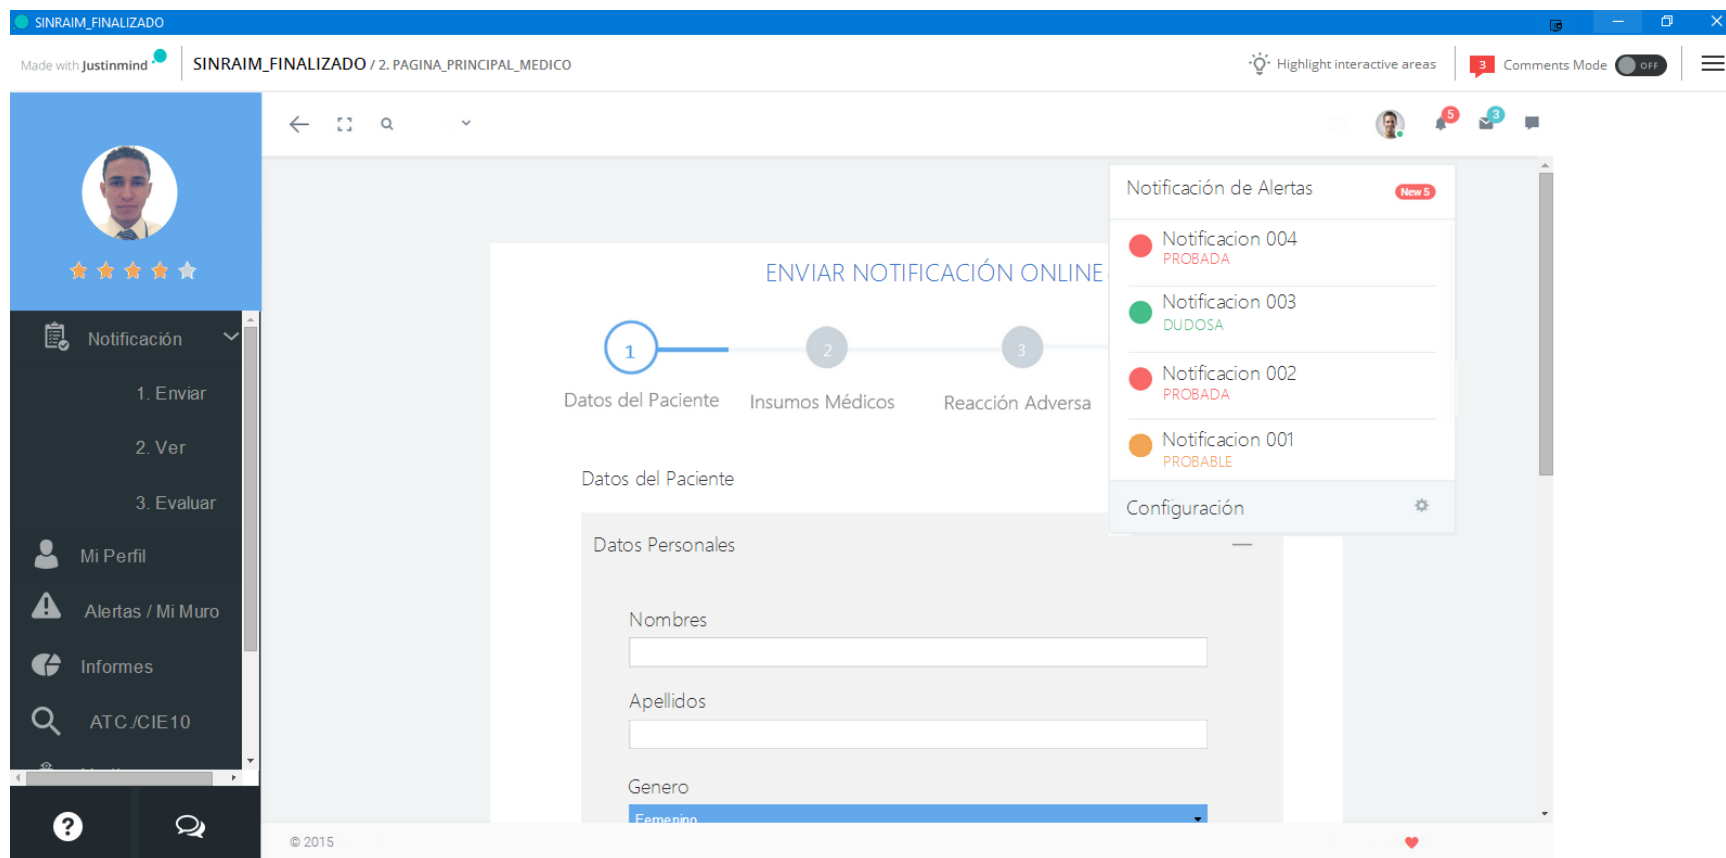 SINRAIM_FINALIZADO
Made with Justinmind
SINRAIM_FINALIZADO / 2. PAGINA_PRINCIPAL_MEDICO
Highlight interactive areas
3
Comments Mode
OFF
5
3
Notificación
1. Enviar
2. Ver
3. Evaluar
Mi Perfil
Alertas / Mi Muro
Informes
ATC./CIE10
?
ENVIAR NOTIFICACIÓN ONLINE
1
2
3
Datos del Paciente
Insumos Médicos
Reacción Adversa
Datos del Paciente
Datos Personales
Nombres
Apellidos
Genero
Femenino
Notificación de Alertas
New 5
Notificacion 004
PROBADA
Notificacion 003
DUDOSA
Notificacion 002
PROBADA
Notificacion 001
PROBABLE
Configuración
© 2015